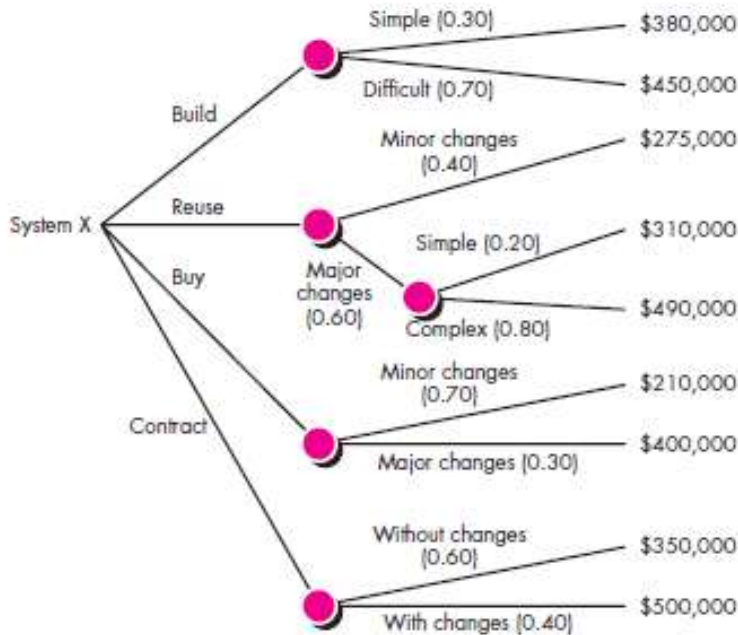 Simple (0.30)
$380,000
Difficult (0.70)
$450,000
Build
Minor changes
(0.40)
$275,000
Reuse
System X
Simple (0.20)
$310,000
Major
changes
(0.60)
Buy
Complex (0.80)
$490,000
Minor changes
(0.70)
$210,000
Contract
Major changes (0.30)
$400,000
Without changes
(0.60)
$350,000
With changes (0.40)
$500,000